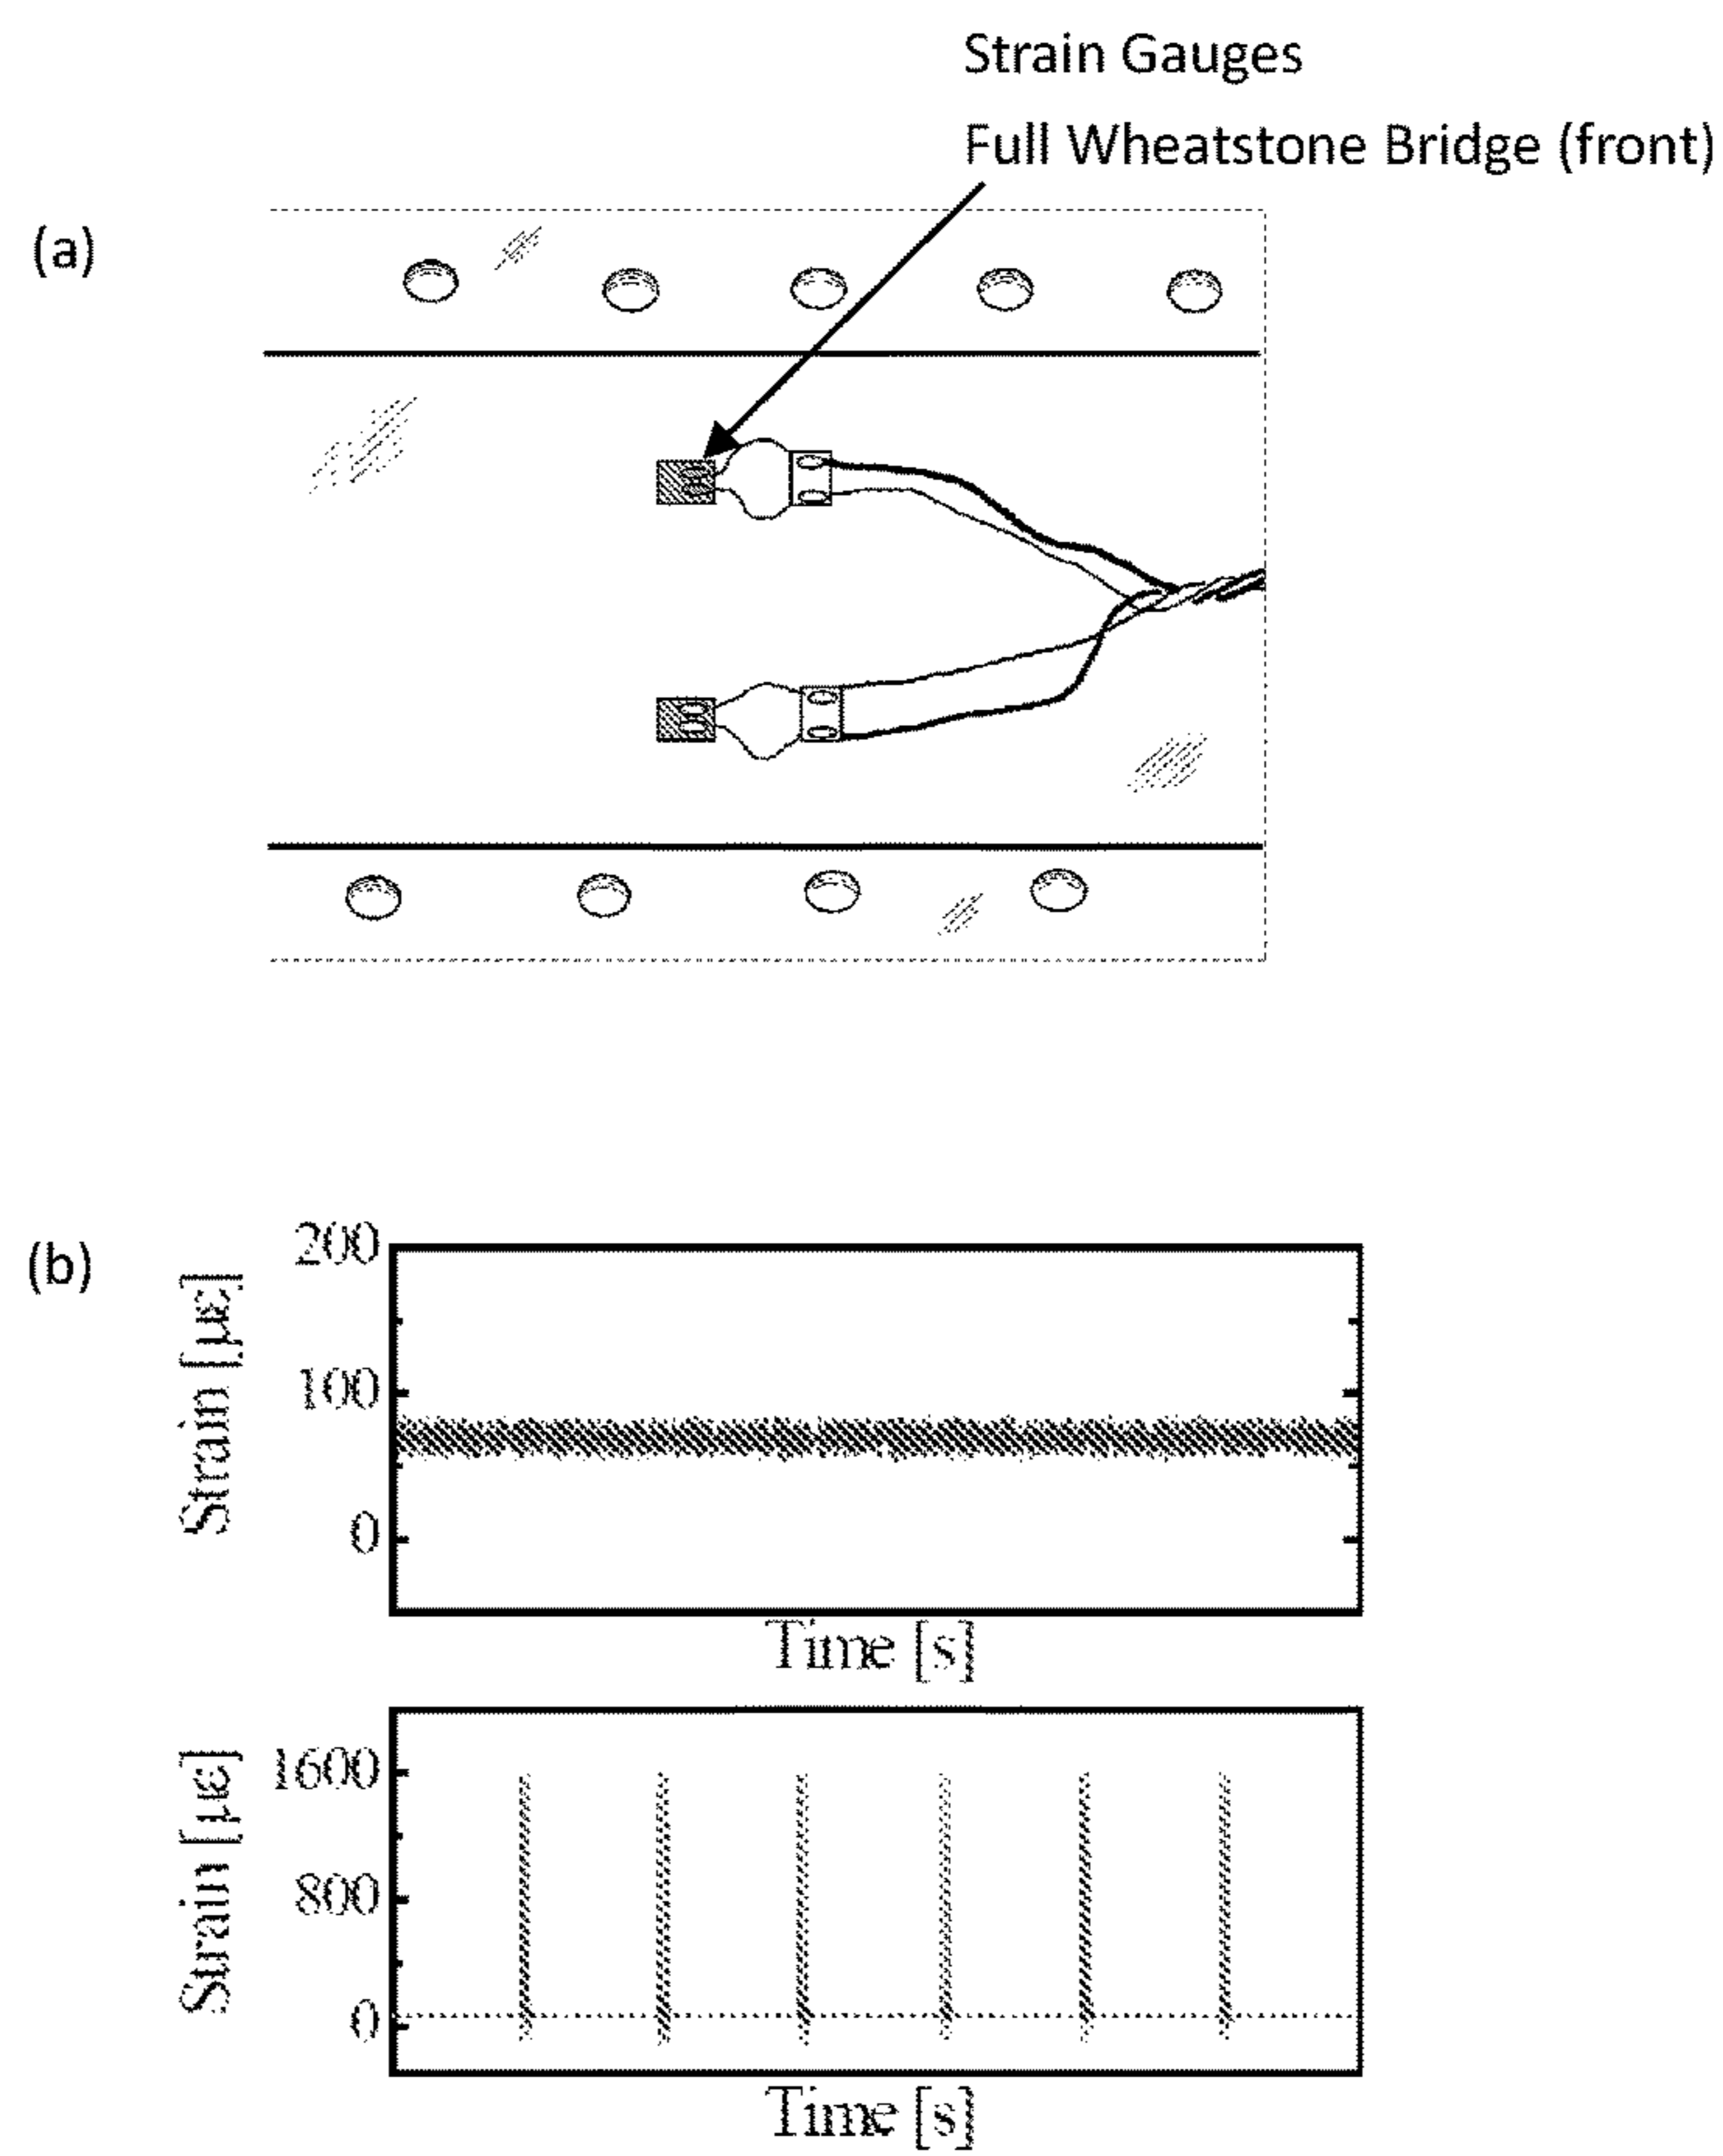 Strain Gauges
Full Wheatstone Bridge (front)
(a)
(b)
200
100
0
Strain [με]
Time [s]
1600
800
0
Strain [με]
Time [s]